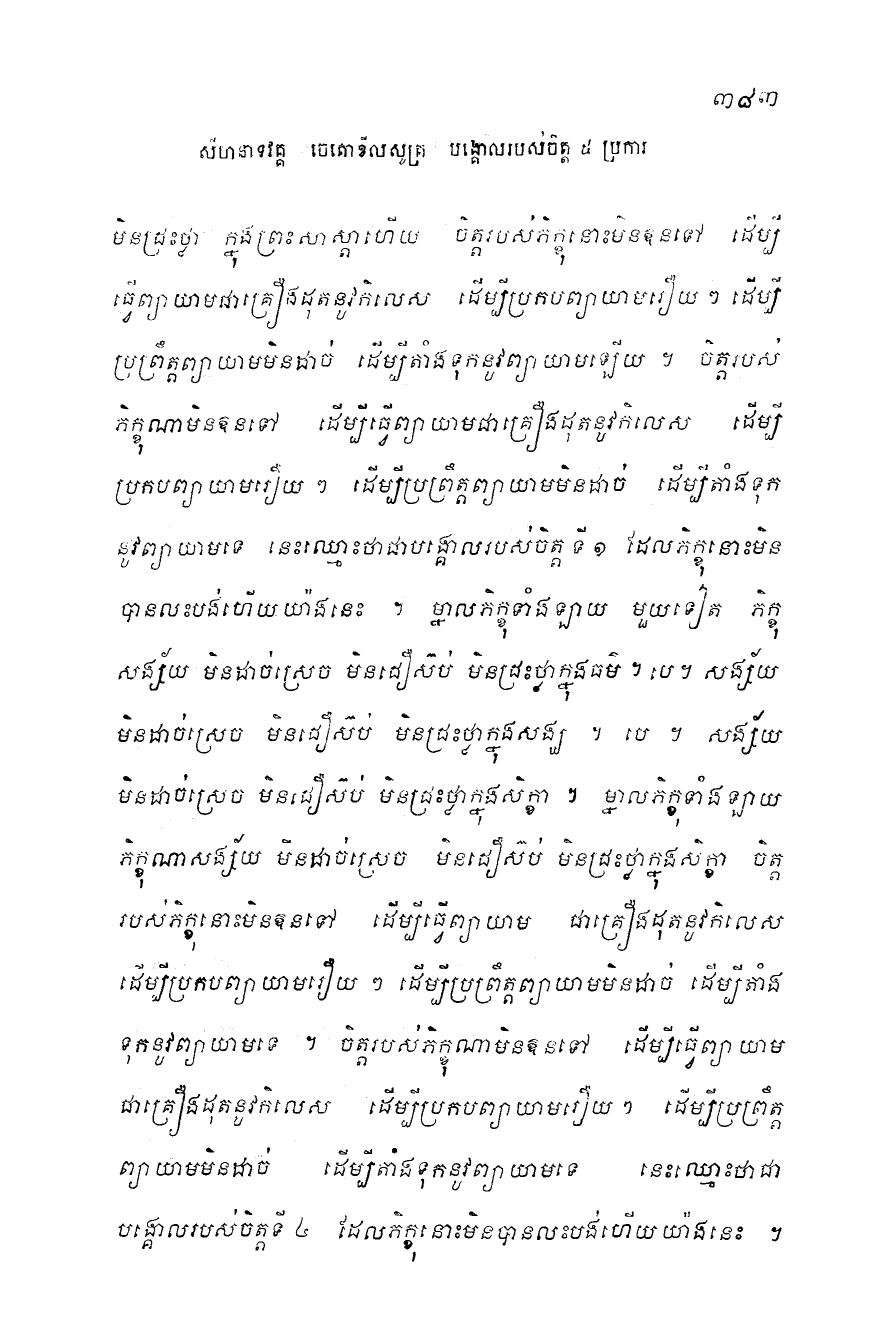 ៣៨៣
សីហនាទវគ្គ ចេតោខីលសូត្រ បង្គោលរបស់ចិត្ត ៥ ប្រការ
មិនជ្រះថ្លា ក្នុងព្រះសាស្តាហើយ ចិត្តរបស់ភិក្ខុនោះមិនឱនទៅ ដើម្បី
ធ្វើព្យាយាមជាគ្រឿងដុតនូវកិលេស ដើម្បីប្រកបព្យាយាមរឿយ ៗ ដើម្បី
ប្រព្រឹត្តព្យាយាមមិនដាច់ ដើម្បីតាំងទុកនូវព្យាយាមឡើយ ។ ចិត្តរបស់
ភិក្ខុណាមិនឱនទៅ ដើម្បីធ្វើព្យាយាមជាគ្រឿងដុតនូវកិលេស ដើម្បី
ប្រកបព្យាយាមរឿយ ៗ ដើម្បីប្រព្រឹត្តព្យាយាមមិនដាច់ ដើម្បីតាំងទុក
នូវព្យាយាមទេ នេះឈ្មោះថាជាបង្គោលរបស់ចិត្ត ទី ១ ដែលភិក្ខុនោះមិន
បានលះបង់ហើយយ៉ាងនេះ ។ ម្នាលភិក្ខុទាំងឡាយ មួយទៀត ភិក្ខុ
សង្ស័យ មិនដាច់ស្រេច មិនជឿស៊ប់ មិនជ្រះថ្លាក្នុងធម៌ ។ បេ ។ សង្ស័យ
មិនដាច់ស្រេច មិនជឿស៊ប់ មិនជ្រះថ្លាក្នុងសង្ឃ ។ បេ ។ សង្ស័យ
មិនដាច់ស្រេច មិនជឿស៊ប់ មិនជ្រះថ្លាក្នុងសិក្ខា ។ ម្នាលភិក្ខុទាំងឡាយ
ភិក្ខុណាសង្ស័យ មិនដាច់ស្រេច មិនជឿស៊ប់ មិនជ្រះថ្លាក្នុងសិក្ខា ចិត្ត
របស់ភិក្ខុនោះមិនឱនទៅ ដើម្បីធ្វើព្យាយាម ជាគ្រឿងដុតនូវកិលេស
ដើម្បីប្រកបព្យាយាមរឿយ ៗ ដើម្បីប្រព្រឹត្តព្យាយាមមិនដាច់ ដើម្បីតាំង
ទុកនូវព្យាយាមទេ ។ ចិត្តរបស់ភិក្ខុណាមិនឱនទៅ ដើម្បីធ្វើព្យាយាម
ជាគ្រឿងដុតនូវកិលេស ដើម្បីប្រកបព្យាយាមរឿយ ៗ ដើម្បីប្រព្រឹត្ត
ព្យាយាមមិនដាច់ ដើម្បីតាំងទុកនូវព្យាយាមទេ នេះឈ្មោះថាជា
បង្គោលរបស់ចិត្តទី ៤ ដែលភិក្ខុនោះមិនបានលះបង់ហើយយ៉ាងនេះ ។